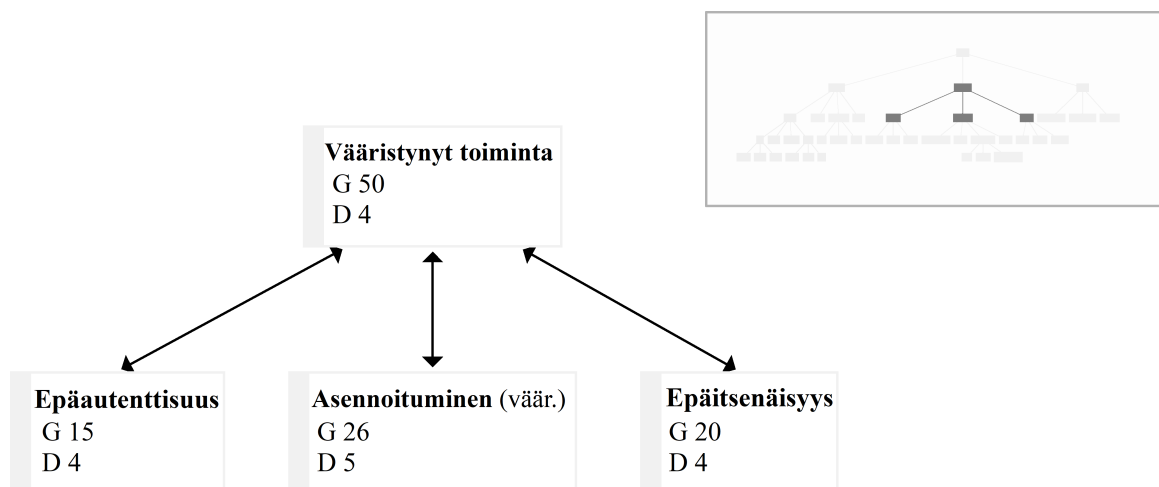 Vääristynyt toiminta
G 50
D 4
Epäautenttisuus
G 15
D 4
Asennoituminen (väär.)
G 26
D 5
Epäitsenäisyys
G 20
D 4